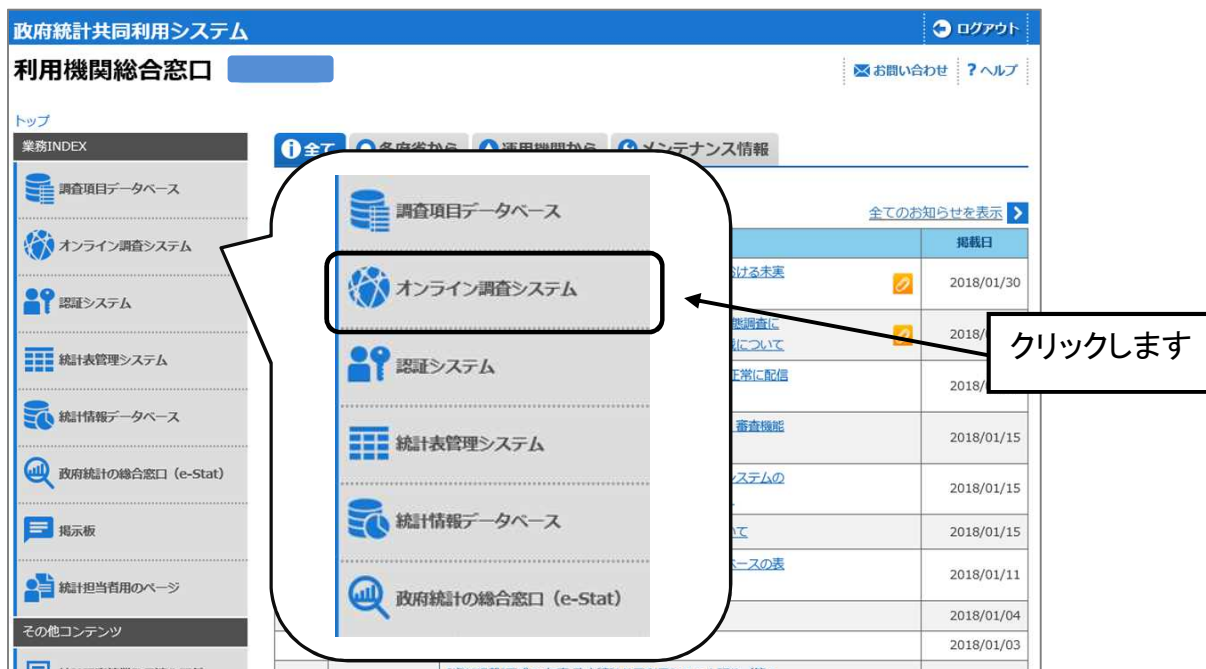 政府統計共同利用システム
ログアウト
利用機関総合窓口
お問い合わせ
?ヘルプ
トップ
業務INDEX
全て
メンテナンス情報
調査項目データベース
オンライン調査システム
認証システム
統計表管理システム
統計情報データベース
政府統計の総合窓口（e-Stat）
掲示板
統計担当者用のページ
その他コンテンツ
調査項目データベース
オンライン調査システム
認証システム
統計表管理システム
統計情報データベース
政府統計の総合窓口（e-Stat）
全てのお知らせを表示
掲載日
ける未実
2018/01/30
態調査に
について
2018/
クリックします
正常に配信
2018/
審査機能
2018/01/15
システムの
2018/01/15
いて
2018/01/15
ベースの表
2018/01/11
2018/01/04
2018/01/03